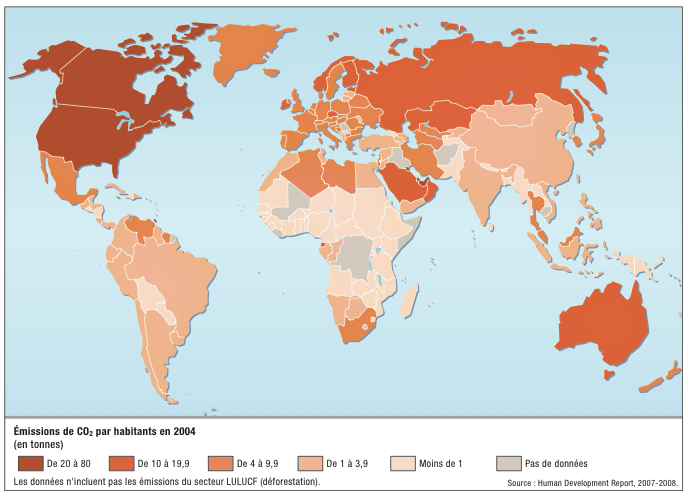 Émissions de CO₂ par habitants en 2004
(en tonnes)
De 20 à 80 De 10 à 19,9 De 4 à 9,9 De 1 à 3,9 Moins de 1 Pas de données
Les données n'incluent pas les émissions du secteur LULUCF (déforestation). Source : Human Development Report, 2007-2008.